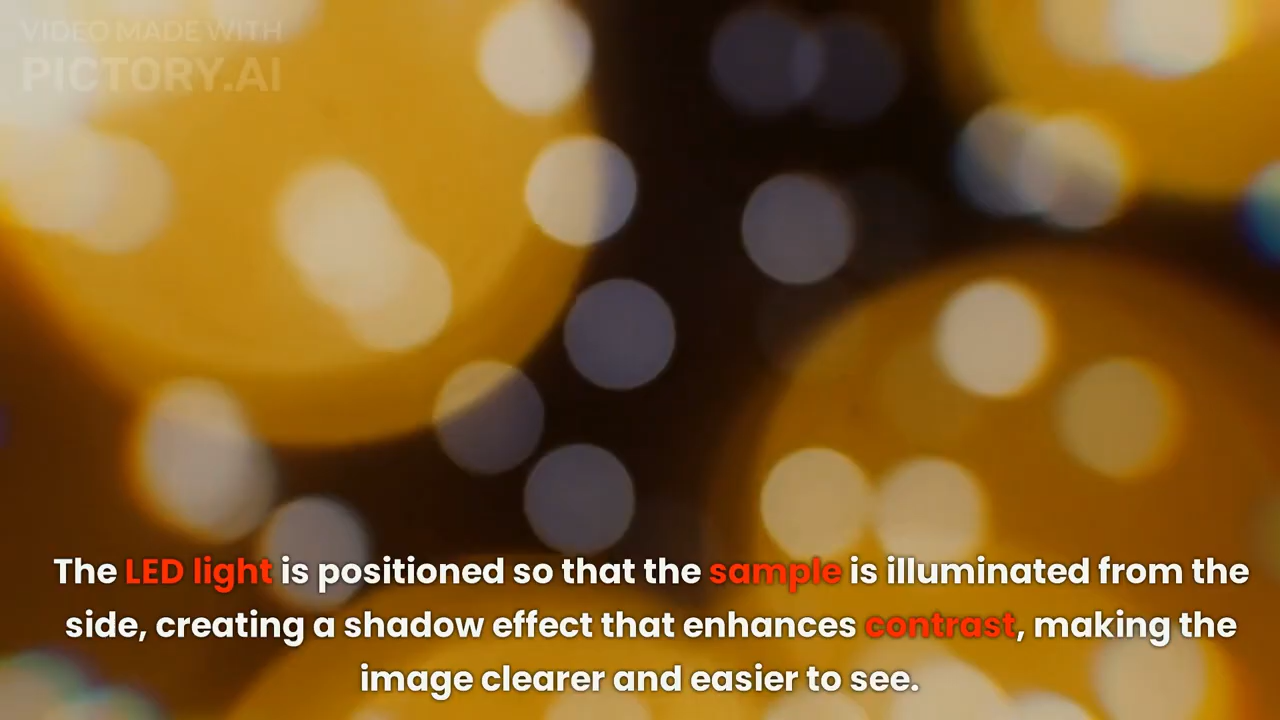 VIDEO MADE WITH
PICTORY.AI
The LED light is positioned so that the sample is illuminated from the
side, creating a shadow effect that enhances contrast, making the
image clearer and easier to see.